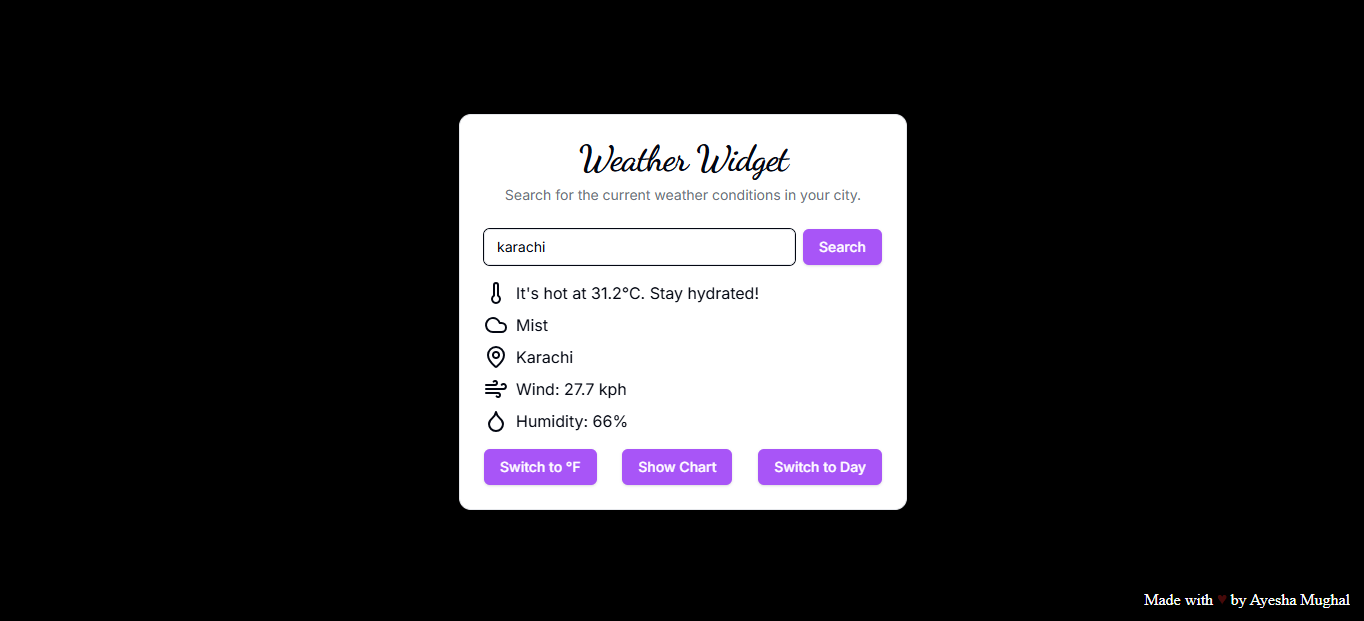 Weather Widget
Search for the current weather conditions in your city.
karachi
Search
It's hot at 31.2°C. Stay hydrated!
Mist
Karachi
Wind: 27.7 kph
Humidity: 66%
Switch to °F
Show Chart
Switch to Day
Made with ♥ by Ayesha Mughal